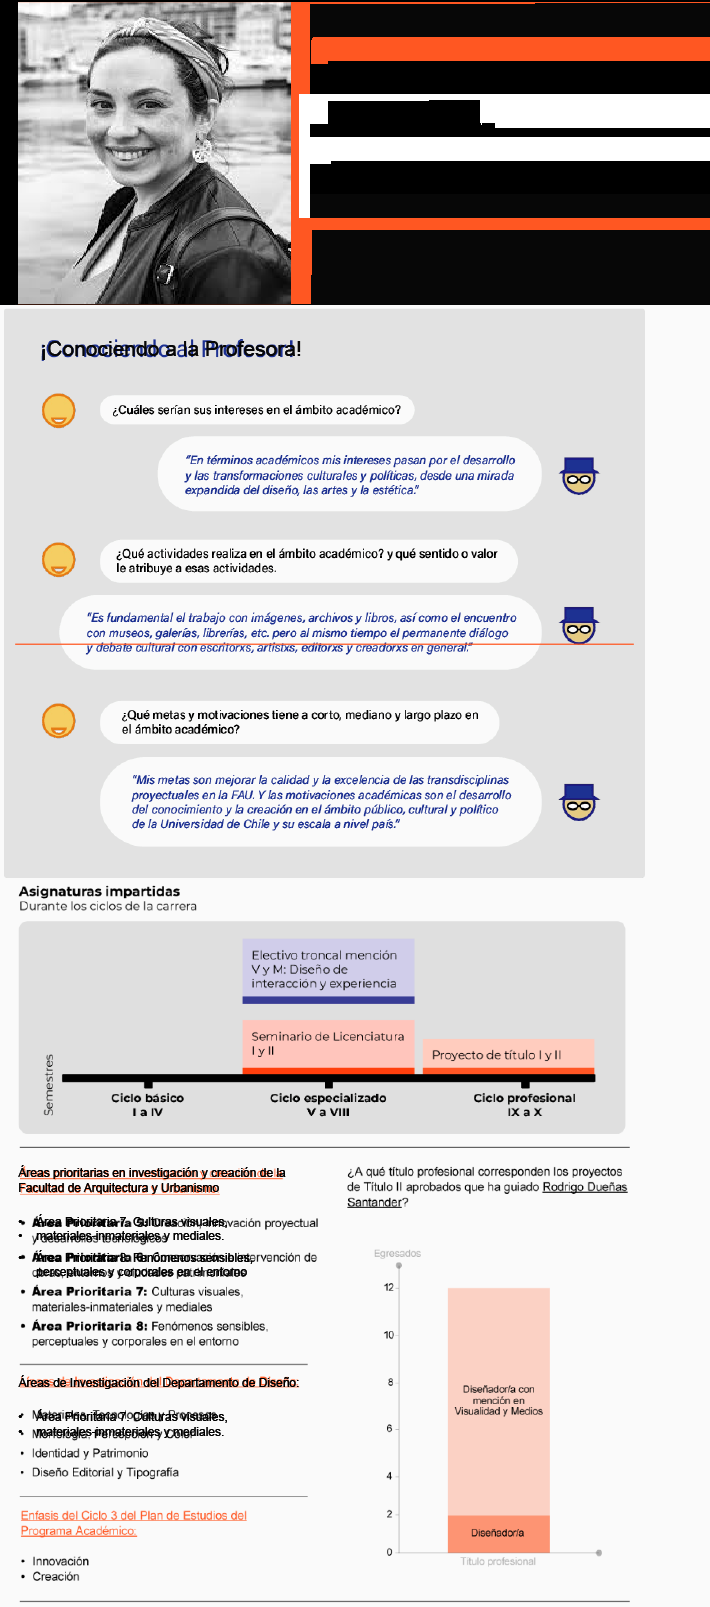 ¡Conociendo a la Profesora!
¿Cuáles serían sus intereses en el ámbito académico?
"En términos académicos mis intereses pasan por el desarrollo
y las transformaciones culturales y políticas, desde una mirada
expandida del diseño, las artes y la estética."
¿Qué actividades realiza en el ámbito académico? y qué sentido o valor
le atribuye a esas actividades.
"Es fundamental el trabajo con imágenes, archivos y libros, así como el encuentro
con museos, galerías, librerías, etc. pero al mismo tiempo el permanente diálogo
y debate cultural con escritorxs, artistxs, editorxs y creadorxs en general."
¿Qué metas y motivaciones tiene a corto, mediano y largo plazo en
el ámbito académico?
"Mis metas son mejorar la calidad y la excelencia de las transdisciplinas
proyectuales en la FAU. Y las motivaciones académicas son el desarrollo
del conocimiento y la creación en el ámbito público, cultural y político
de la Universidad de Chile y su escala a nivel país."
Asignaturas impartidas
Durante los ciclos de la carrera
Electivo troncal mención
V y M: Diseño de
interacción y experiencia
Seminario de Licenciatura
I y II
Proyecto de título I y II
Semestres
Ciclo básico
I a IV
Ciclo especializado
V a VIII
Ciclo profesional
IX a X
Áreas prioritarias en investigación y creación de la
Facultad de Arquitectura y Urbanismo
• Área Prioritaria 7. Culturas visuales,
• materiales-inmateriales y mediales.
• Área Prioritaria 8. Fenómenos sensibles,
perceptuales y corporales en el entorno
• Área Prioritaria 7: Culturas visuales,
materiales-inmateriales y mediales
• Área Prioritaria 8: Fenómenos sensibles,
perceptuales y corporales en el entorno
Áreas de Investigación del Departamento de Diseño:
• Área Prioritaria 7. Culturas visuales,
• materiales-inmateriales y mediales.
• Identidad y Patrimonio
• Diseño Editorial y Tipografía
Enfasis del Ciclo 3 del Plan de Estudios del
Programa Académico:
• Innovación
• Creación
¿A qué título profesional corresponden los proyectos
de Título II aprobados que ha guiado Rodrigo Dueñas
Santander?
Egresados
12
10
8
Diseñador/a con
mención en
Visualidad y Medios
6
4
2
Diseñador/a
0
Título profesional